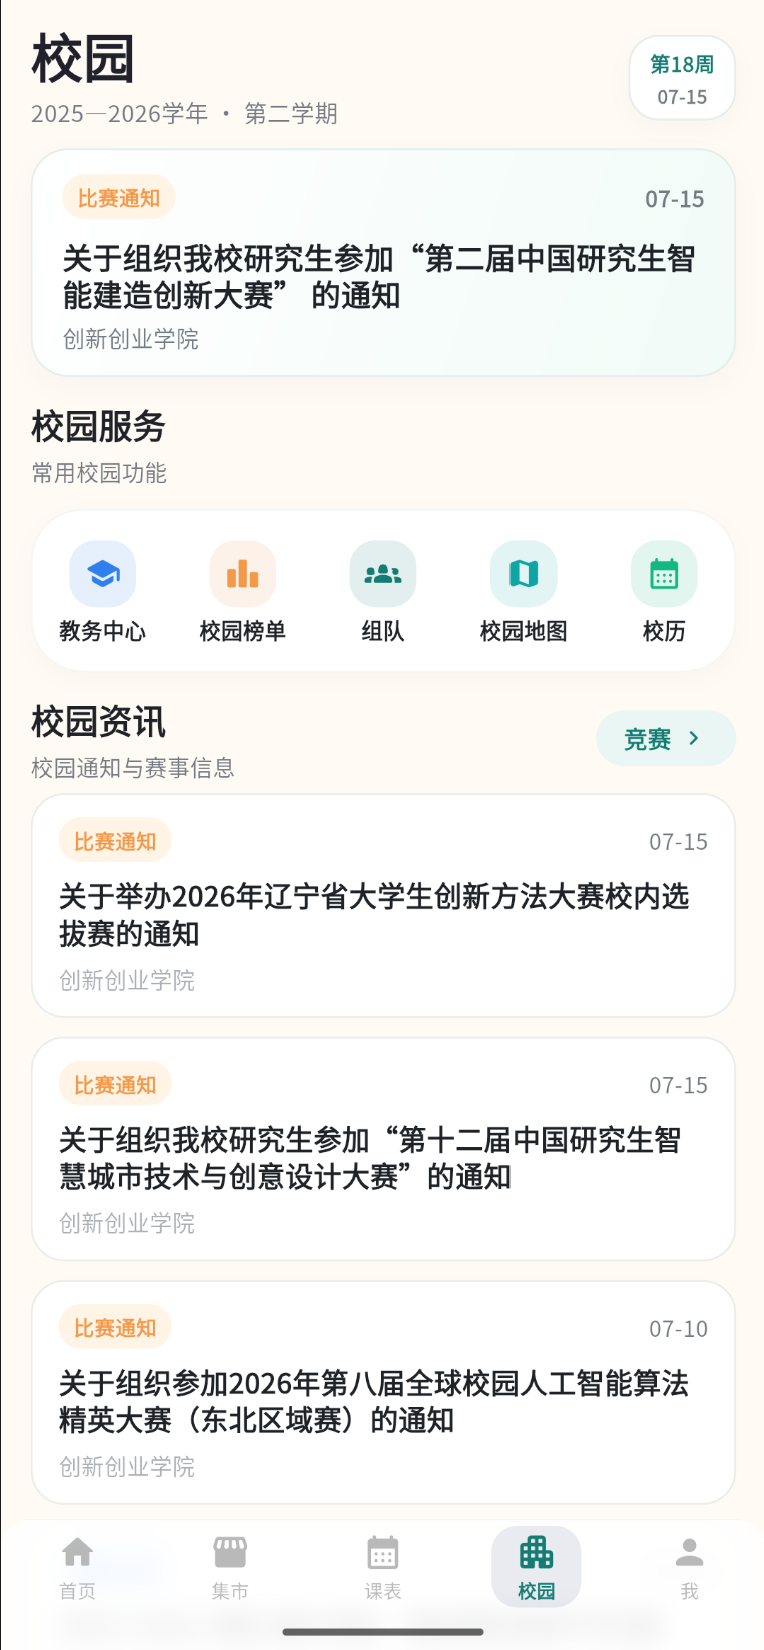 校园
2025—2026学年 · 第二学期
第18周
07-15
比赛通知
07-15
关于组织我校研究生参加“第二届中国研究生智
能建造创新大赛” 的通知
创新创业学院
校园服务
常用校园功能
教务中心
校园榜单
组队
校园地图
校历
校园资讯
校园通知与赛事信息
竞赛
比赛通知
07-15
关于举办2026年辽宁省大学生创新方法大赛校内选
拔赛的通知
创新创业学院
比赛通知
07-15
关于组织我校研究生参加“第十二届中国研究生智
慧城市技术与创意设计大赛”的通知
创新创业学院
比赛通知
07-10
关于组织参加2026年第八届全球校园人工智能算法
精英大赛（东北区域赛）的通知
创新创业学院
首页
集市
课表
校园
我